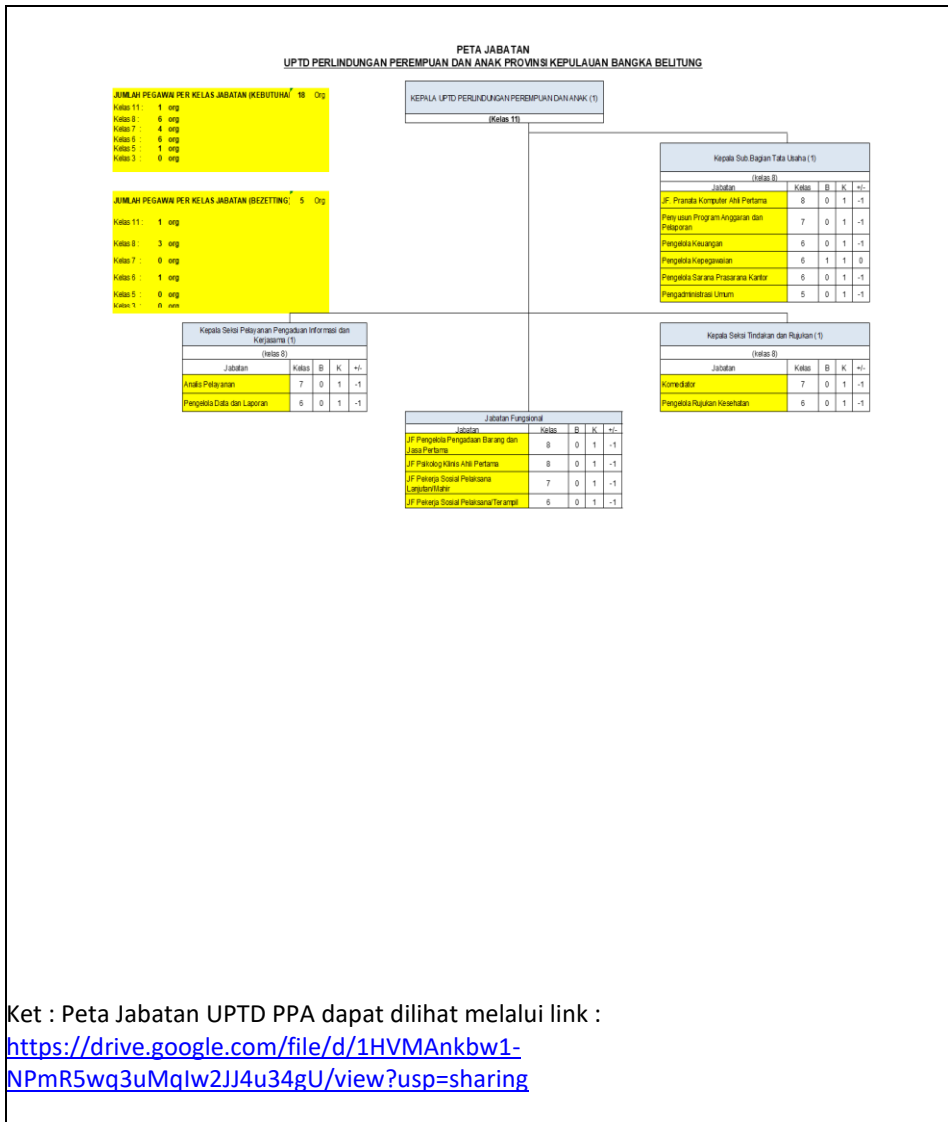 PETA JABATAN
UPTD PERLINDUNGAN PEREMPUAN DAN ANAK PROVINSI KEPULAUAN BANGKA BELITUNG
JUMLAH PEGAWAI PER KELAS JABATAN (KEBUTUHA 18 Org
Kelas 11 : 1 org
Kelas 8 : 6 org
Kelas 7 : 4 org
Kelas 6 : 6 org
Kelas 5 : 1 org
Kelas 3 : 0 org
KEPALA UPTD PERLINDUNGAN PEREMPUAN DAN ANAK (1)
(Kelas 11)
Kepala Sub.Bagian Tata Usaha (1)
(kelas 8)
Jabatan Kelas B K +/-
JF. Pranata Komputer Ahli Pertama 8 0 1 -1
Penyusun Program Anggaran dan
Pelaporan 7 0 1 -1
Pengelola Keuangan 6 0 1 -1
Pengelola Kepegawaian 6 1 1 0
Pengelola Sarana Prasarana Kantor 6 0 1 -1
Pengadministrasi Umum 5 0 1 -1
JUMLAH PEGAWAI PER KELAS JABATAN (BEZETTING) 5 Org
Kelas 11 : 1 org
Kelas 8 : 3 org
Kelas 7 : 0 org
Kelas 6 : 1 org
Kelas 5 : 0 org
Kelas 3 : 0 org
Kepala Seksi Pelayanan Pengaduan Informasi dan
Kerjasama (1)
(kelas 8)
Jabatan Kelas B K +/-
Analis Pelayanan 7 0 1 -1
Pengelola Data dan Laporan 6 0 1 -1
Kepala Seksi Tindakan dan Rujukan (1)
(kelas 8)
Jabatan Kelas B K +/-
Komediator 7 0 1 -1
Pengelola Rujukan Kesehatan 6 0 1 -1
Jabatan Fungsional
Jabatan Kelas B K +/-
JF Pengelola Pengadaan Barang dan
Jasa Pertama 8 0 1 -1
JF Psikolog Klinis Ahli Pertama 8 0 1 -1
JF Pekerja Sosial Pelaksana
Lanjutan/Mahir 7 0 1 -1
JF Pekerja Sosial Pelaksana/Terampil 6 0 1 -1
Ket : Peta Jabatan UPTD PPA dapat dilihat melalui link :
https://drive.google.com/file/d/1HVMAnkbw1-
NPmR5wq3uMqIw2JJ4u34gU/view?usp=sharing